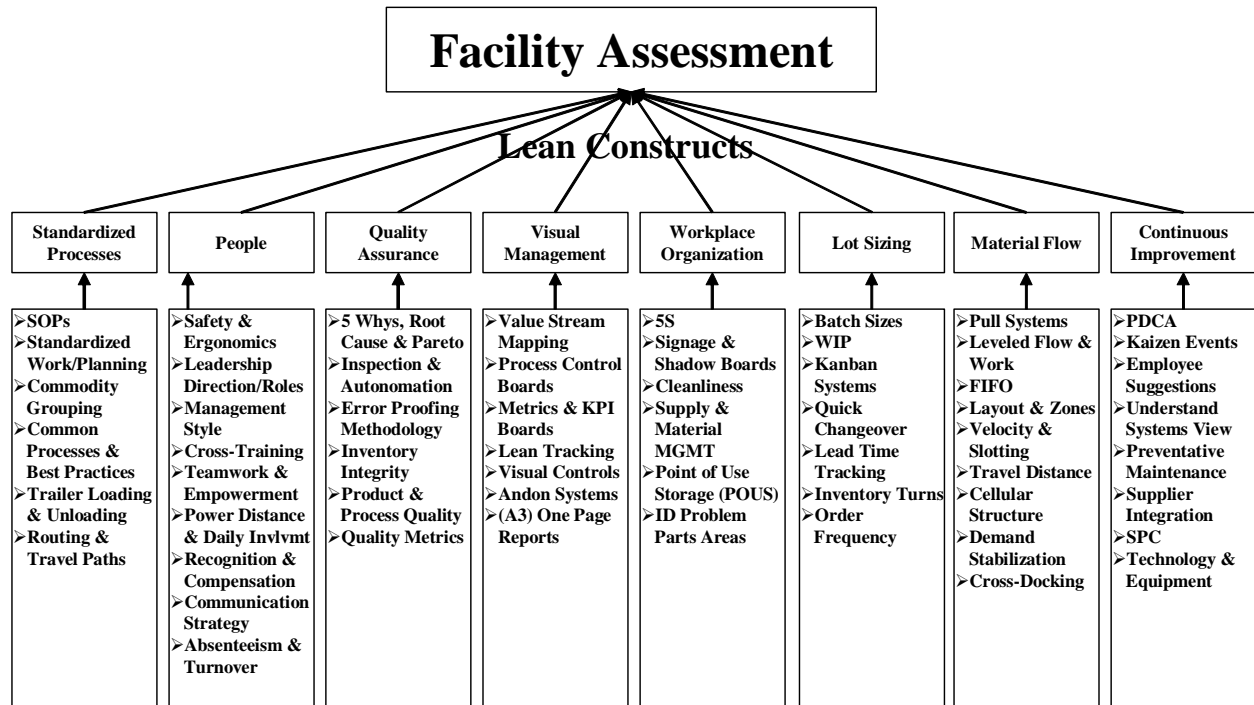 Facility Assessment
Lean Constructs
Standardized
Processes
People
Quality
Assurance
Visual
Management
Workplace
Organization
Lot Sizing
Material Flow
Continuous
Improvement
➢SOPs
➢Standardized
Work/Planning
➢Commodity
Grouping
➢Common
Processes &
Best Practices
➢Trailer Loading
& Unloading
➢Routing &
Travel Paths
➢Safety &
Ergonomics
➢Leadership
Direction/Roles
➢Management
Style
➢Cross-Training
➢Teamwork &
Empowerment
➢Power Distance
& Daily Invlvmt
➢Recognition &
Compensation
➢Communication
Strategy
➢Absenteeism &
Turnover
➢5 Whys, Root
Cause & Pareto
➢Inspection &
Autonomation
➢Error Proofing
Methodology
➢Inventory
Integrity
➢Product &
Process Quality
➢Quality Metrics
➢Value Stream
Mapping
➢Process Control
Boards
➢Metrics & KPI
Boards
➢Lean Tracking
➢Visual Controls
➢Andon Systems
➢(A3) One Page
Reports
➢5S
➢Signage &
Shadow Boards
➢Cleanliness
➢Supply &
Material
MGMT
➢Point of Use
Storage (POUS)
➢ID Problem
Parts Areas
➢Batch Sizes
➢WIP
➢Kanban
Systems
➢Quick
Changeover
➢Lead Time
Tracking
➢Inventory Turns
➢Order
Frequency
➢Pull Systems
➢Leveled Flow &
Work
➢FIFO
➢Layout & Zones
➢Velocity &
Slotting
➢Travel Distance
➢Cellular
Structure
➢Demand
Stabilization
➢Cross-Docking
➢PDCA
➢Kaizen Events
➢Employee
Suggestions
➢Understand
Systems View
➢Preventative
Maintenance
➢Supplier
Integration
➢SPC
➢Technology &
Equipment